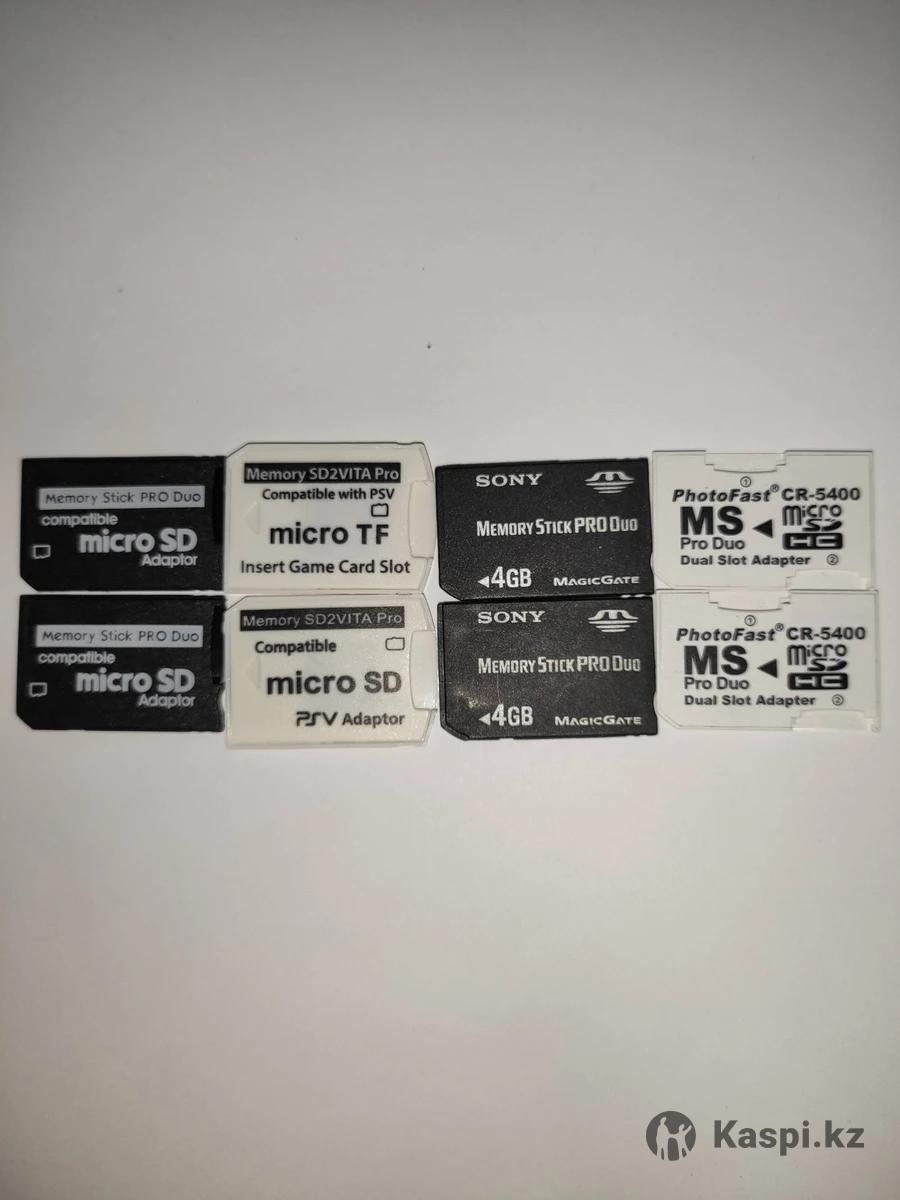 Memory Stick PRO Duo
compatible
micro SD
Adaptor
Memory SD2VITA Pro
Compatible with PSV
micro TF
Insert Game Card Slot
SONY
MEMORY STICK PRO DUO
4GB MAGICGATE
①
PhotoFast® CR-5400
MS micro SD HC
Pro Duo
Dual Slot Adapter ②
Memory Stick PRO Duo
compatible
micro SD
Adaptor
Memory SD2VITA Pro
Compatible
micro SD
PSV Adaptor
SONY
MEMORY STICK PRO DUO
4GB MAGICGATE
①
PhotoFast® CR-5400
MS micro SD HC
Pro Duo
Dual Slot Adapter ②
Kaspi.kz